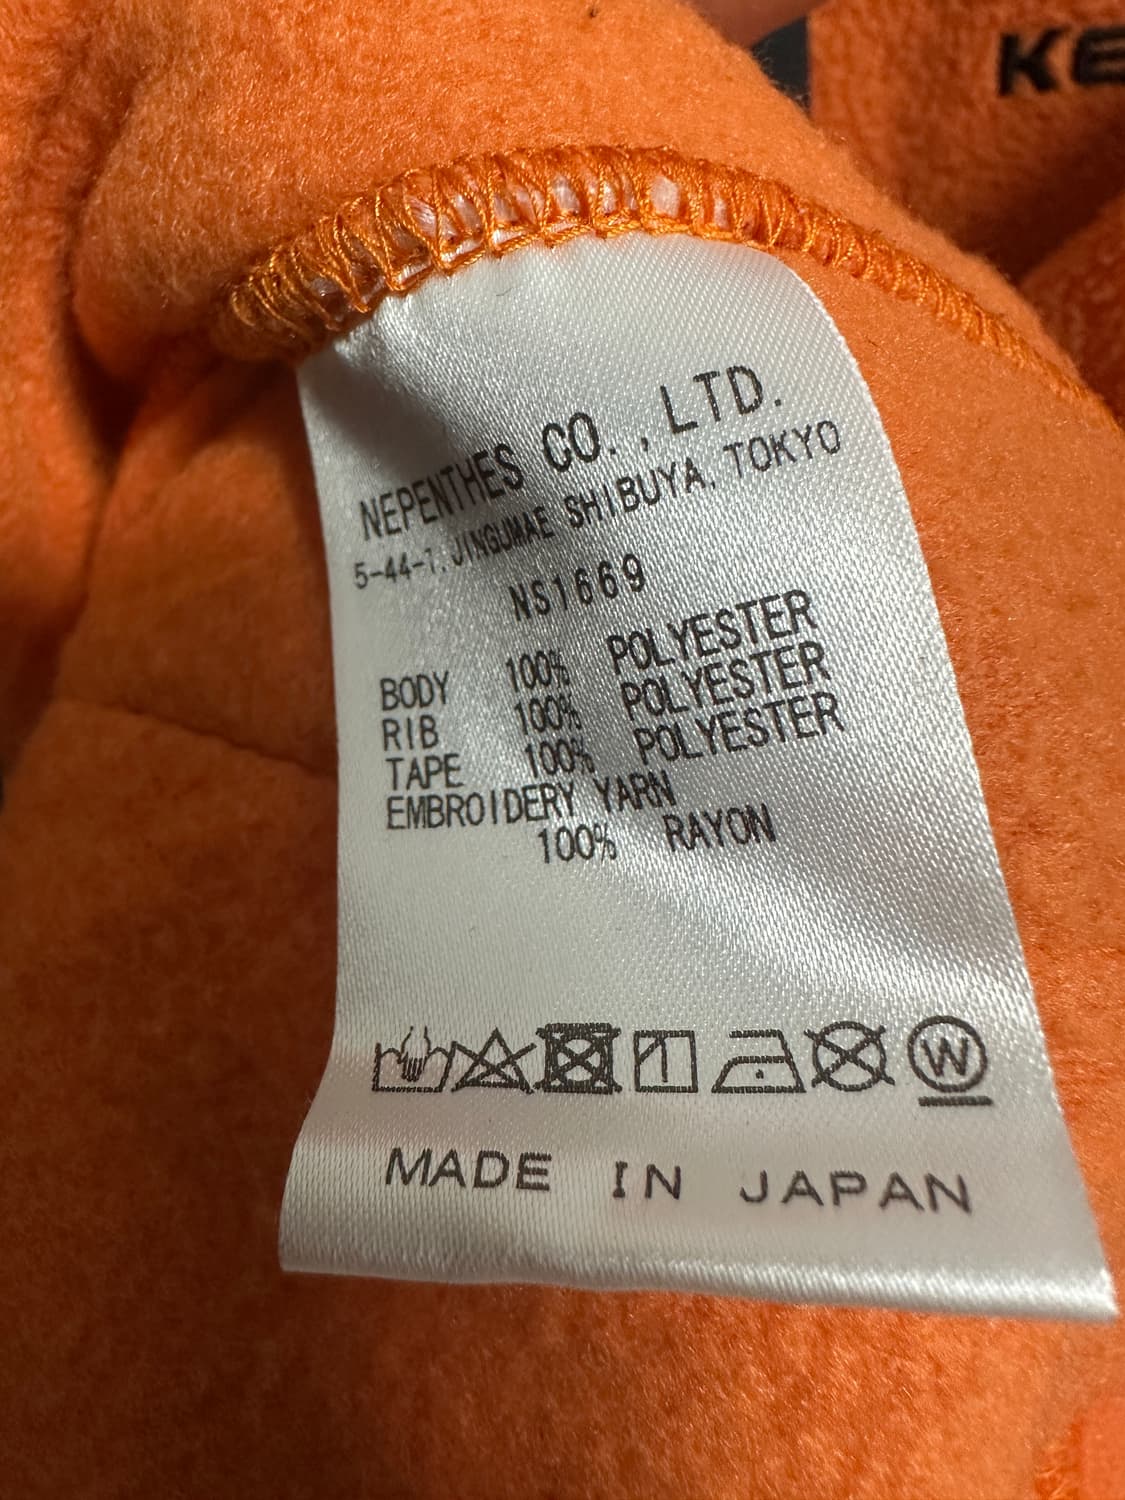 KE
NEPENTHES CO., LTD.
5-44-1, JINGUMAE SHIBUYA, TOKYO
NS1669
BODY 100% POLYESTER
RIB 100% POLYESTER
TAPE 100% POLYESTER
EMBROIDERY YARN
100% RAYON
W
MADE IN JAPAN